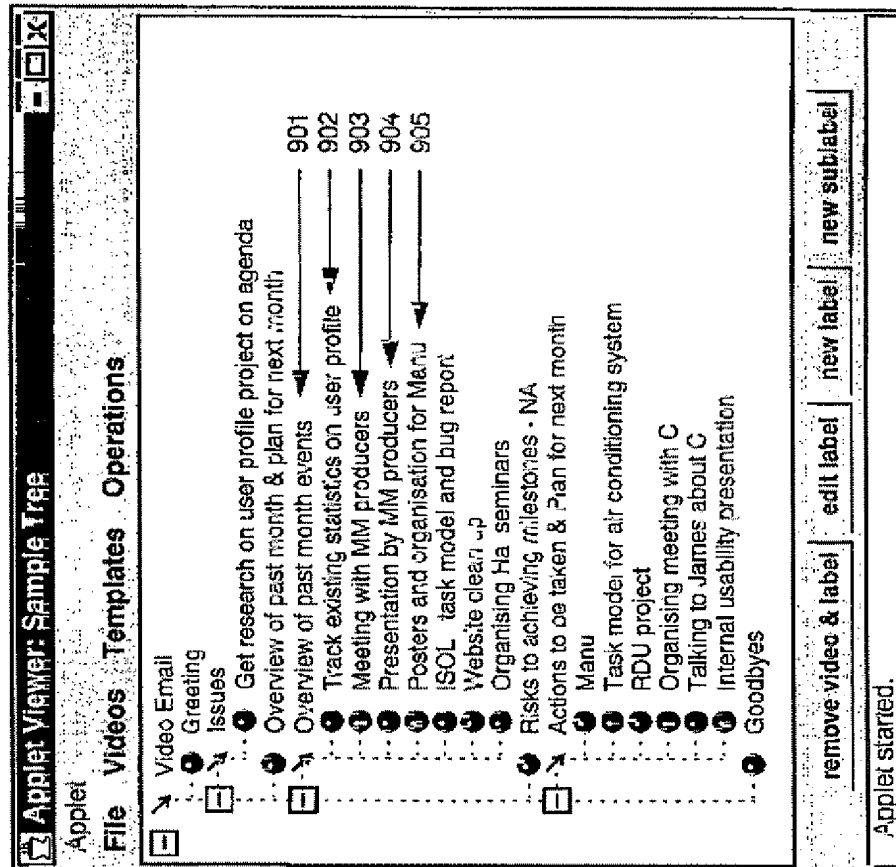 Applet Viewer: Sample Tree
Applet
File Videos Templates Operations
Video Email
Greeting
Issues
Get research on user profile project on agenda
Overview of past month & plan for next month
Overview of past month events 901
Track existing statistics on user profile 902
Meeting with MM producers 903
Presentation by MM producers 904
Posters and organisation for Manu 905
ISOL task model and bug report
Website clean up
Organising Ha seminars
Risks to achieving milestones - NA
Actions to be taken & Plan for next month
Manu
Task model for air conditioning system
RDU project
Organising meeting with C
Talking to James about C
Internal usability presentation
Goodbyes
remove video & label edit label new label new sublabel
Applet started.